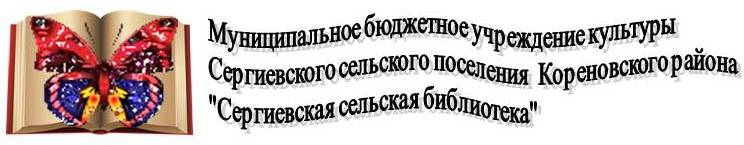 Муниципальное бюджетное учреждение культуры
Сергиевского сельского поселения Кореновского района
"Сергиевская сельская библиотека"